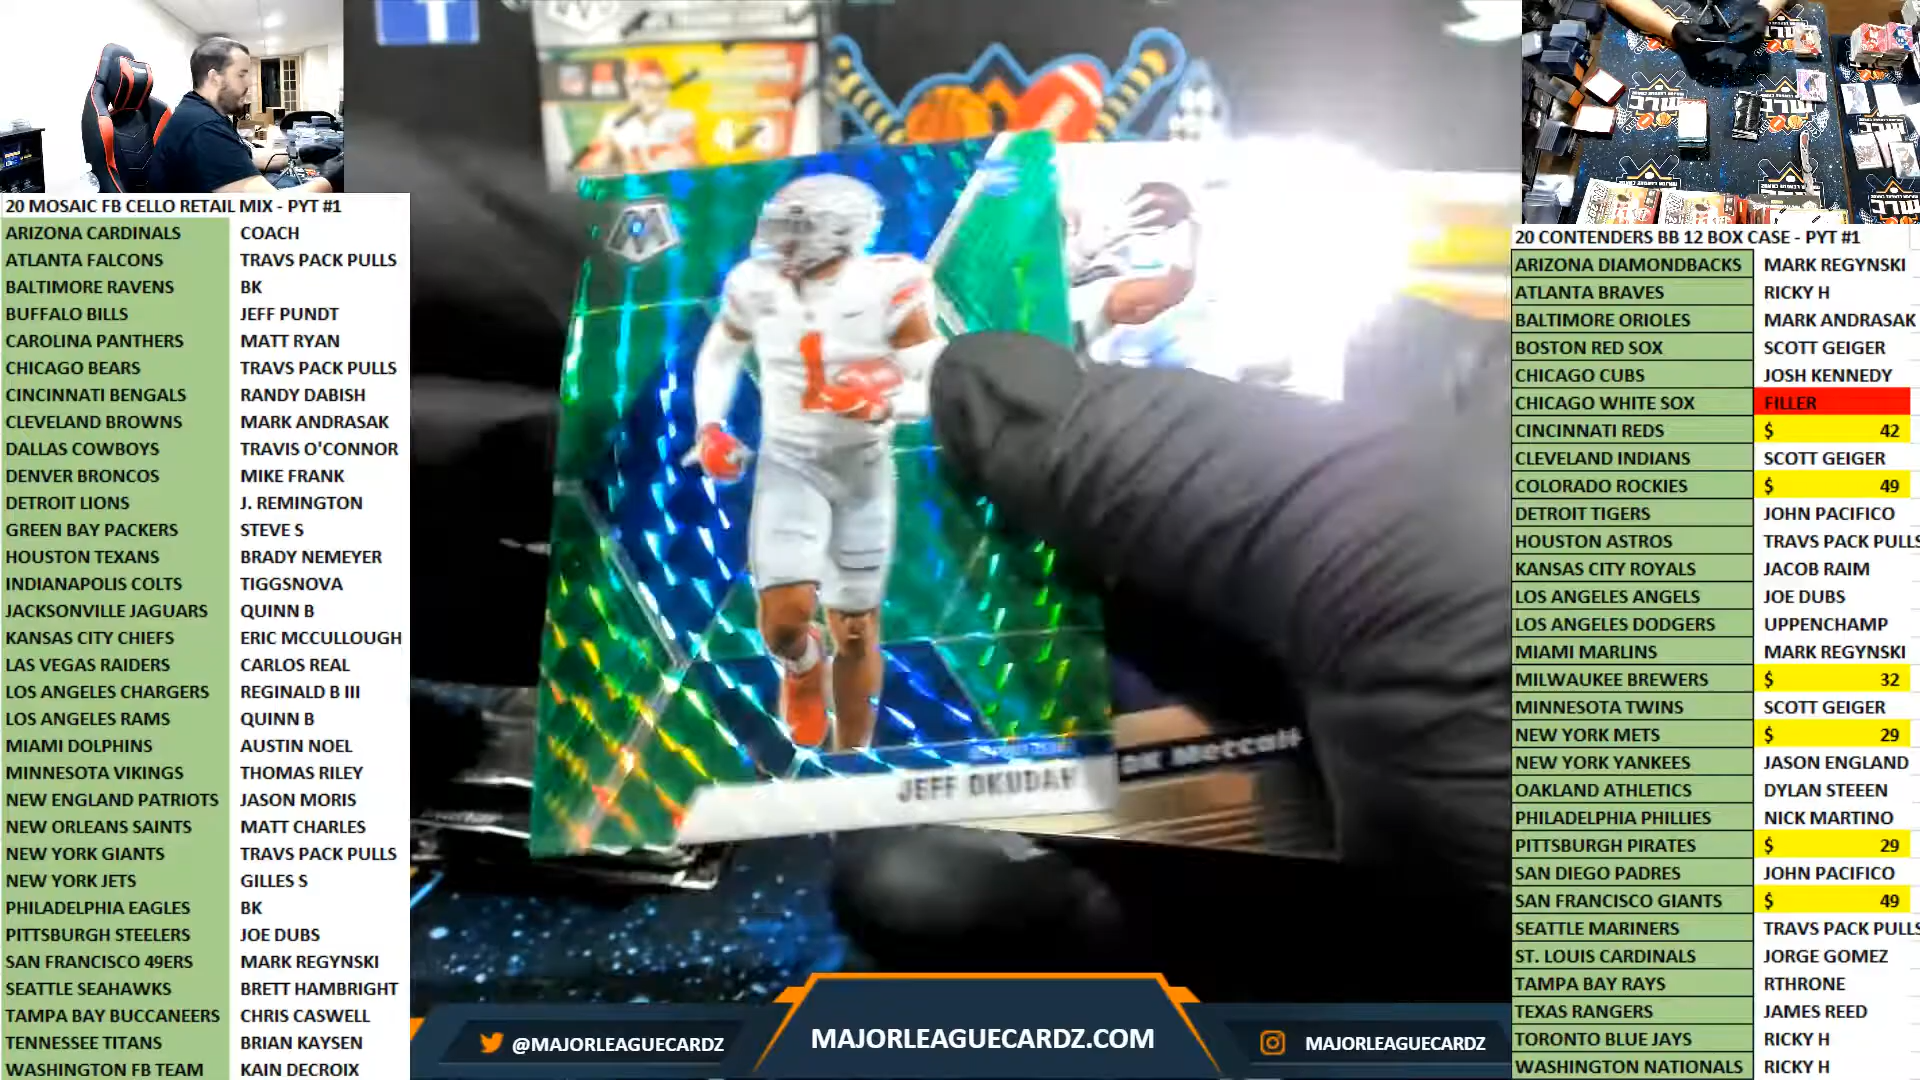 20 MOSAIC FB CELLO RETAIL MIX - PYT #1
ARIZONA CARDINALS COACH
ATLANTA FALCONS TRAVS PACK PULLS
BALTIMORE RAVENS BK
BUFFALO BILLS JEFF PUNDT
CAROLINA PANTHERS MATT RYAN
CHICAGO BEARS TRAVS PACK PULLS
CINCINNATI BENGALS RANDY DABISH
CLEVELAND BROWNS MARK ANDRASAK
DALLAS COWBOYS TRAVIS O'CONNOR
DENVER BRONCOS MIKE FRANK
DETROIT LIONS J. REMINGTON
GREEN BAY PACKERS STEVE S
HOUSTON TEXANS BRADY NEMEYER
INDIANAPOLIS COLTS TIGGSNOVA
JACKSONVILLE JAGUARS QUINN B
KANSAS CITY CHIEFS ERIC MCCULLOUGH
LAS VEGAS RAIDERS CARLOS REAL
LOS ANGELES CHARGERS REGINALD B III
LOS ANGELES RAMS QUINN B
MIAMI DOLPHINS AUSTIN NOEL
MINNESOTA VIKINGS THOMAS RILEY
NEW ENGLAND PATRIOTS JASON MORIS
NEW ORLEANS SAINTS MATT CHARLES
NEW YORK GIANTS TRAVS PACK PULLS
NEW YORK JETS GILLES S
PHILADELPHIA EAGLES BK
PITTSBURGH STEELERS JOE DUBS
SAN FRANCISCO 49ERS MARK REGYNSKI
SEATTLE SEAHAWKS BRETT HAMBRIGHT
TAMPA BAY BUCCANEERS CHRIS CASWELL
TENNESSEE TITANS BRIAN KAYSEN
WASHINGTON FB TEAM KAIN DECROIX
1
JEFF OKUDAH
DK Metcalf
@MAJORLEAGUECARDZ
MAJORLEAGUECARDZ.COM
MAJORLEAGUECARDZ
20 CONTENDERS BB 12 BOX CASE - PYT #1
ARIZONA DIAMONDBACKS MARK REGYNSKI
ATLANTA BRAVES RICKY H
BALTIMORE ORIOLES MARK ANDRASAK
BOSTON RED SOX SCOTT GEIGER
CHICAGO CUBS JOSH KENNEDY
CHICAGO WHITE SOX FILLER
CINCINNATI REDS $ 42
CLEVELAND INDIANS SCOTT GEIGER
COLORADO ROCKIES $ 49
DETROIT TIGERS JOHN PACIFICO
HOUSTON ASTROS TRAVS PACK PULLS
KANSAS CITY ROYALS JACOB RAIM
LOS ANGELES ANGELS JOE DUBS
LOS ANGELES DODGERS UPPENCHAMP
MIAMI MARLINS MARK REGYNSKI
MILWAUKEE BREWERS $ 32
MINNESOTA TWINS SCOTT GEIGER
NEW YORK METS $ 29
NEW YORK YANKEES JASON ENGLAND
OAKLAND ATHLETICS DYLAN STEEEN
PHILADELPHIA PHILLIES NICK MARTINO
PITTSBURGH PIRATES $ 29
SAN DIEGO PADRES JOHN PACIFICO
SAN FRANCISCO GIANTS $ 49
SEATTLE MARINERS TRAVS PACK PULLS
ST. LOUIS CARDINALS JORGE GOMEZ
TAMPA BAY RAYS RTHRONE
TEXAS RANGERS JAMES REED
TORONTO BLUE JAYS RICKY H
WASHINGTON NATIONALS RICKY H